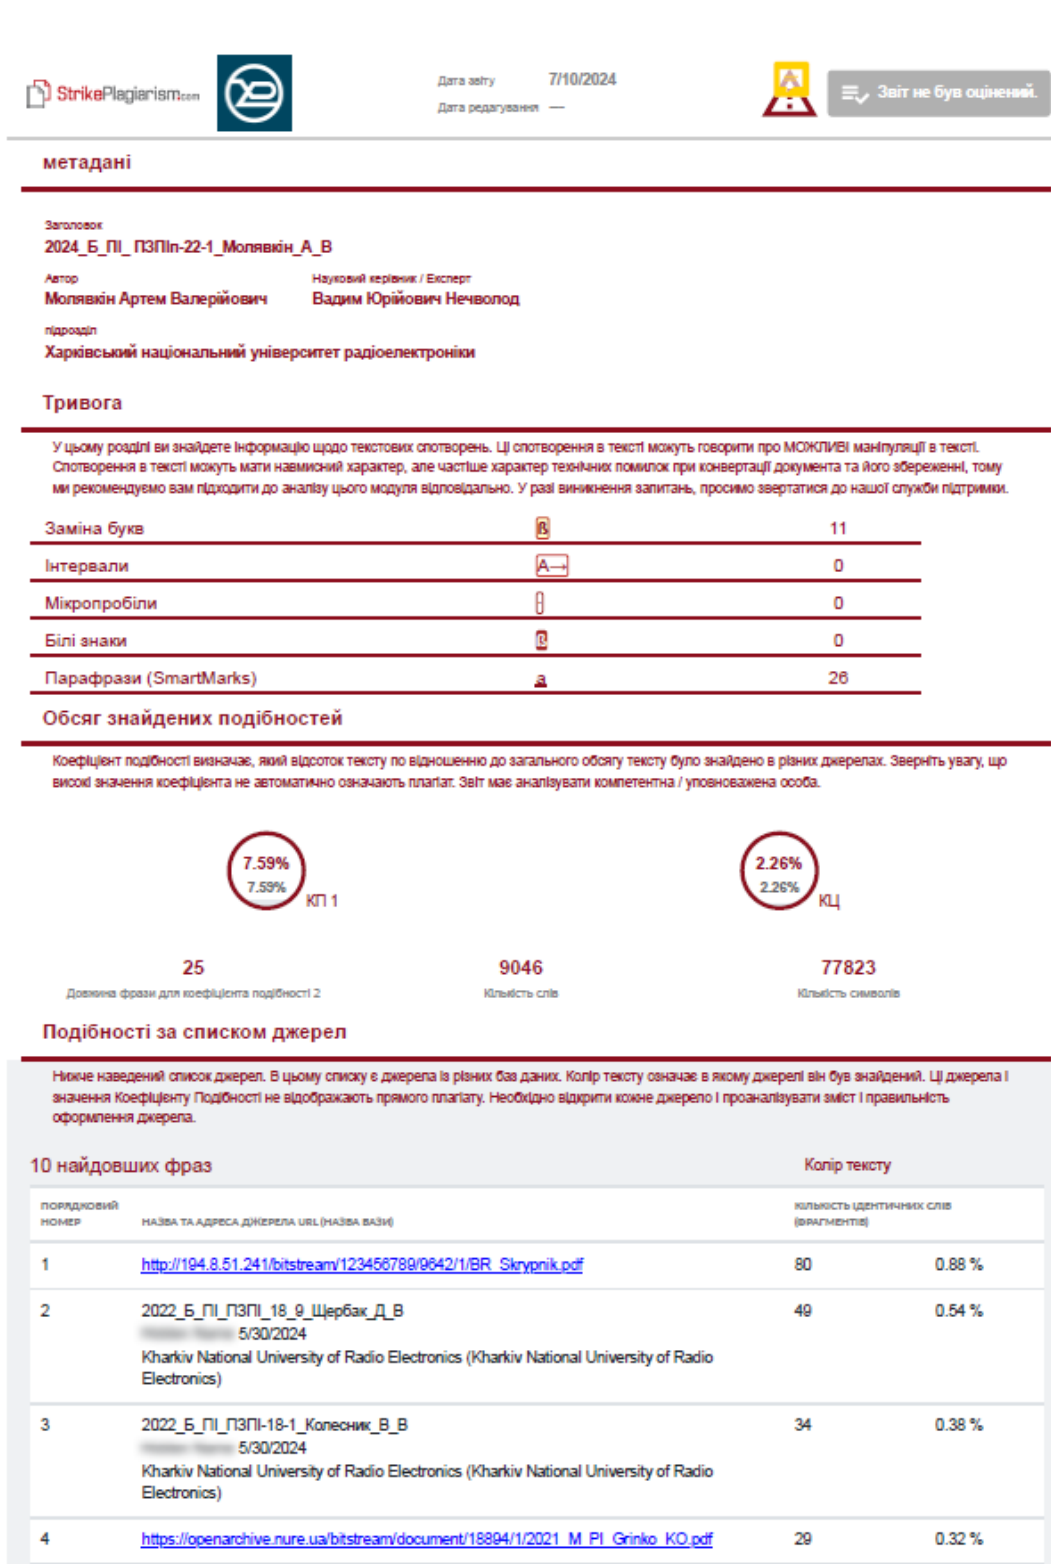 StrikePlagiarism.com
Дата звіту 7/10/2024
Дата редагування —
Звіт не був оцінений.
метадані
Заголовок
2024_Б_ПІ_ПЗПІп-22-1_Молявкін_А_В
Автор Науковий керівник / Експерт
Молявкін Артем Валерійович Вадим Юрійович Нечволод
підрозділ
Харківський національний університет радіоелектроніки
Тривога
У цьому розділі ви знайдете інформацію щодо текстових спотворень. Ці спотворення в тексті можуть говорити про МОЖЛИВІ маніпуляції в тексті.
Спотворення в тексті можуть мати навмисний характер, але частіше характер технічних помилок при конвертації документа та його збереженні, тому
ми рекомендуємо вам підходити до аналізу цього модуля відповідально. У разі виникнення запитань, просимо звертатися до нашої служби підтримки.
Заміна букв ß 11
Інтервали A→ 0
Мікропробіли 0
Білі знаки ß 0
Парафрази (SmartMarks) a 26
Обсяг знайдених подібностей
Коефіцієнт подібності визначає, який відсоток тексту по відношенню до загального обсягу тексту було знайдено в різних джерелах. Зверніть увагу, що
високі значення коефіцієнта не автоматично означають плагіат. Звіт має аналізувати компетентна / уповноважена особа.
7.59% 2.26%
7.59% 2.26%
КП 1 КЦ
25 9046 77823
Довжина фрази для коефіцієнта подібності 2 Кількість слів Кількість символів
Подібності за списком джерел
Нижче наведений список джерел. В цьому списку є джерела із різних баз даних. Колір тексту означає в якому джерелі він був знайдений. Ці джерела і
значення Коефіцієнту Подібності не відображають прямого плагіату. Необхідно відкрити кожне джерело і проаналізувати зміст і правильність
оформлення джерела.
10 найдовших фраз Колір тексту
ПОРЯДКОВИЙ НОМЕР НАЗВА ТА АДРЕСА ДЖЕРЕЛА URL (НАЗВА БАЗИ) КІЛЬКІСТЬ ІДЕНТИЧНИХ СЛІВ (ФРАГМЕНТІВ)
1 http://194.8.51.241/bitstream/123456789/9642/1/BR_Skrypnik.pdf 80 0.88 %
2 2022_Б_ПІ_ПЗПІ_18_9_Щербак_Д_В 49 0.54 %
5/30/2024
Kharkiv National University of Radio Electronics (Kharkiv National University of Radio
Electronics)
3 2022_Б_ПІ_ПЗПІ-18-1_Колесник_В_В 34 0.38 %
5/30/2024
Kharkiv National University of Radio Electronics (Kharkiv National University of Radio
Electronics)
4 https://openarchive.nure.ua/bitstream/document/18894/1/2021_M_PI_Grinko_KO.pdf 29 0.32 %